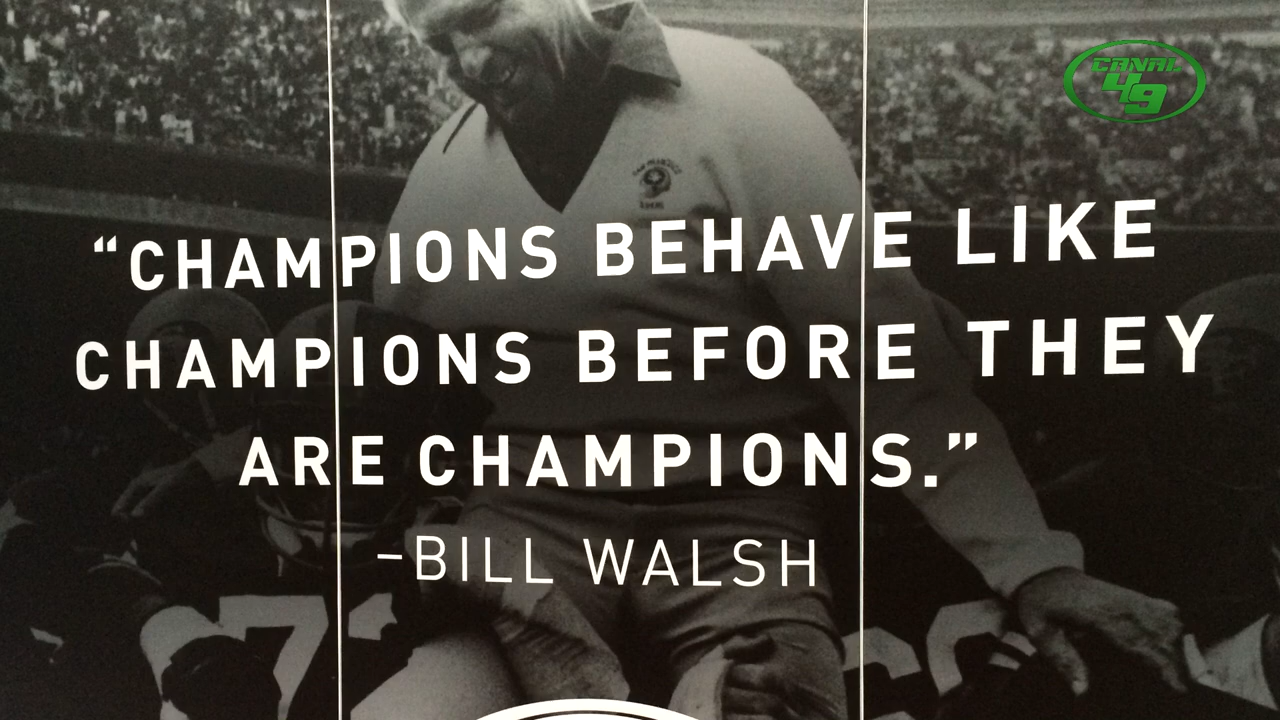 CANAL
49
“CHAMPIONS BEHAVE LIKE
CHAMPIONS BEFORE THEY
ARE CHAMPIONS.”
–BILL WALSH